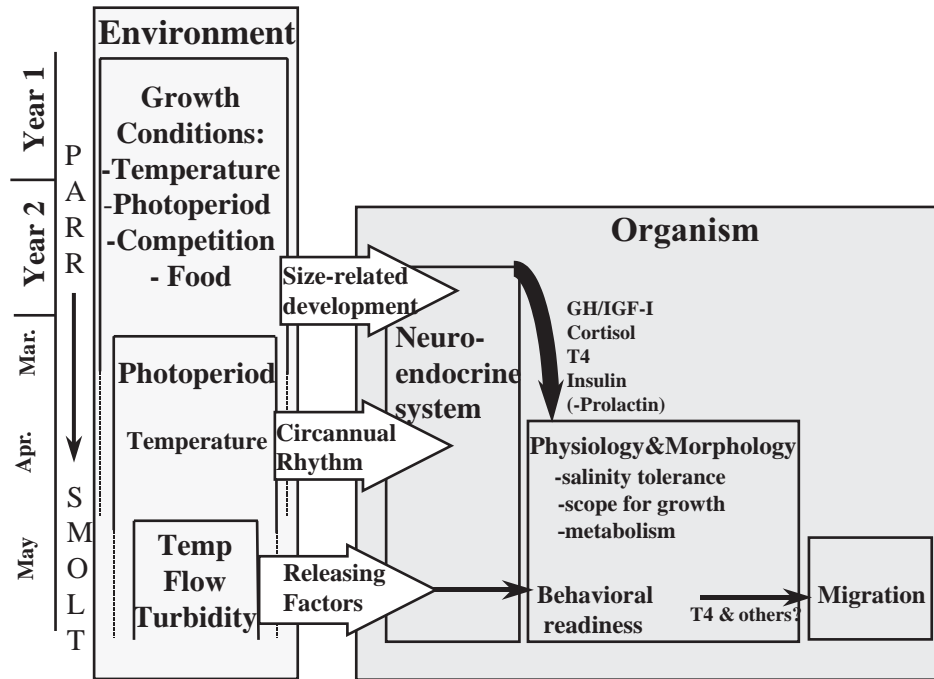 Environment
Year 1
Year 2
Mar.
Apr.
May
P
A
R
R
S
M
O
L
T
Growth
Conditions:
-Temperature
-Photoperiod
-Competition
- Food
Photoperiod
Temperature
Temp
Flow
Turbidity
Size-related
development
Circannual
Rhythm
Releasing
Factors
Organism
Neuro-
endocrine
system
GH/IGF-I
Cortisol
T4
Insulin
(-Prolactin)
Physiology&Morphology
-salinity tolerance
-scope for growth
-metabolism
Behavioral
readiness
T4 & others?
Migration